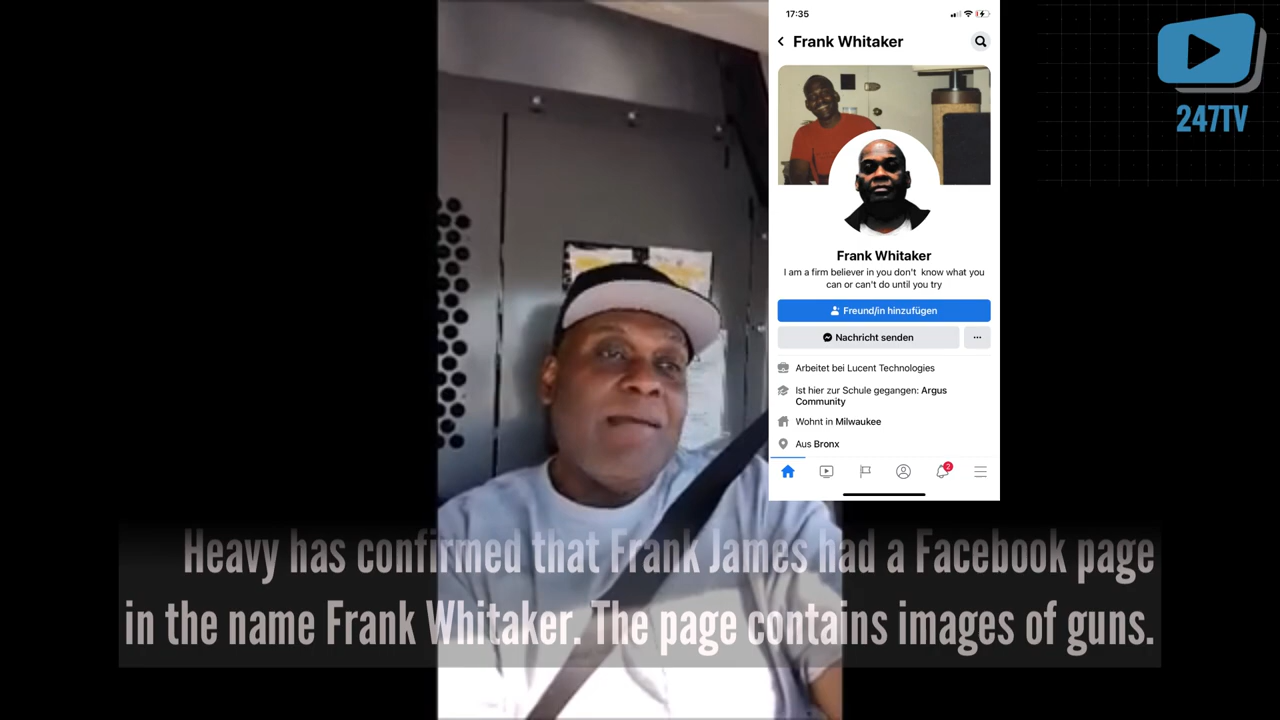 17:35
Frank Whitaker
Frank Whitaker
I am a firm believer in you don't know what you
can or can't do until you try
Freund/in hinzufügen
Nachricht senden
Arbeitet bei Lucent Technologies
Ist hier zur Schule gegangen: Argus
Community
Wohnt in Milwaukee
Aus Bronx
2
247TV
Heavy has confirmed that Frank James had a Facebook page
in the name Frank Whitaker. The page contains images of guns.